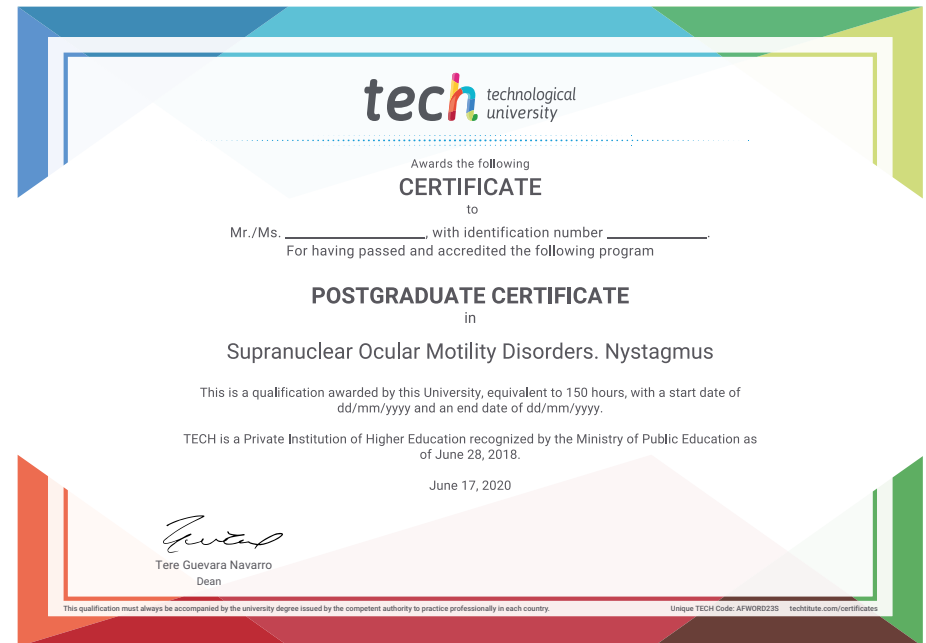 tech technological
university
Awards the following
CERTIFICATE
to
Mr./Ms. ____________________, with identification number ______________.
For having passed and accredited the following program
POSTGRADUATE CERTIFICATE
in
Supranuclear Ocular Motility Disorders. Nystagmus
This is a qualification awarded by this University, equivalent to 150 hours, with a start date of
dd/mm/yyyy and an end date of dd/mm/yyyy.
TECH is a Private Institution of Higher Education recognized by the Ministry of Public Education as
of June 28, 2018.
June 17, 2020
Tere Guevara Navarro
Dean
This qualification must always be accompanied by the university degree issued by the competent authority to practice professionally in each country. Unique TECH Code: AFWORD23S techtitute.com/certificates